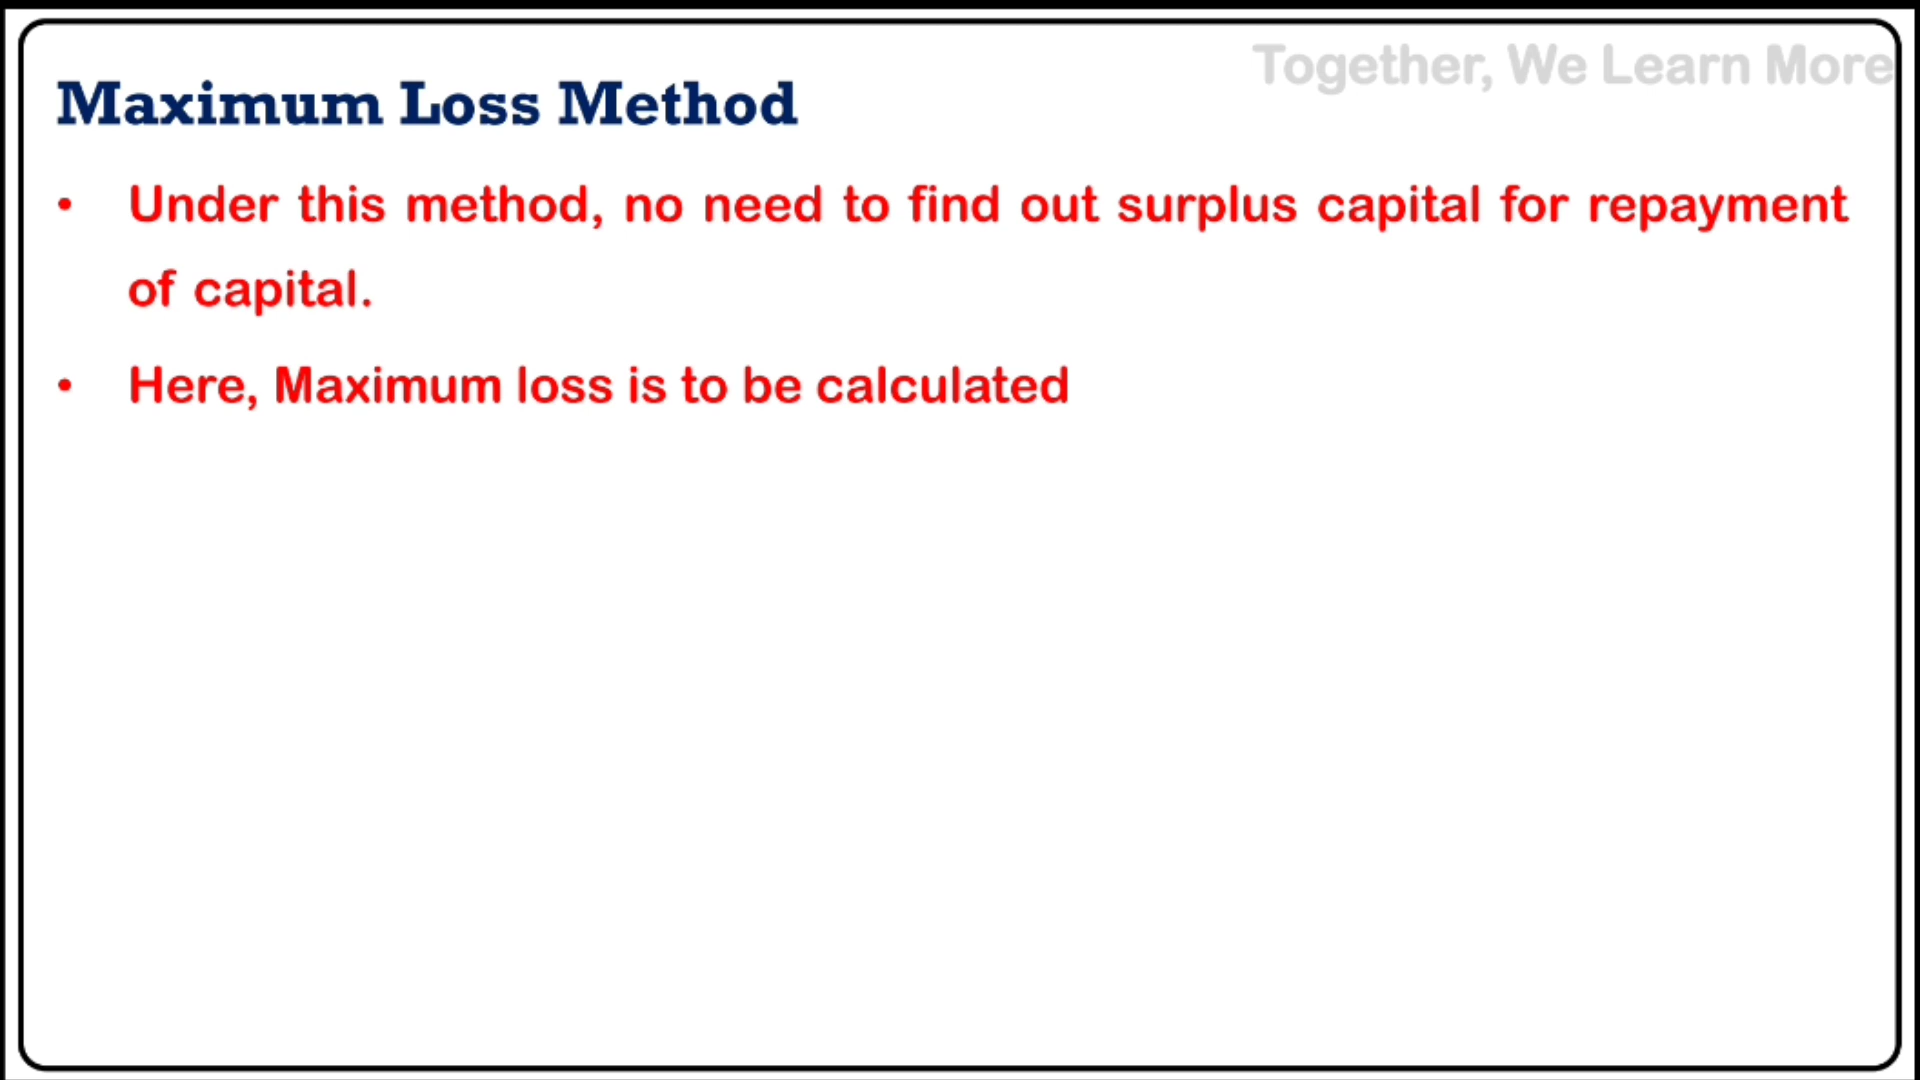 Together, We Learn More
Maximum Loss Method
• Under this method, no need to find out surplus capital for repayment
of capital.
• Here, Maximum loss is to be calculated